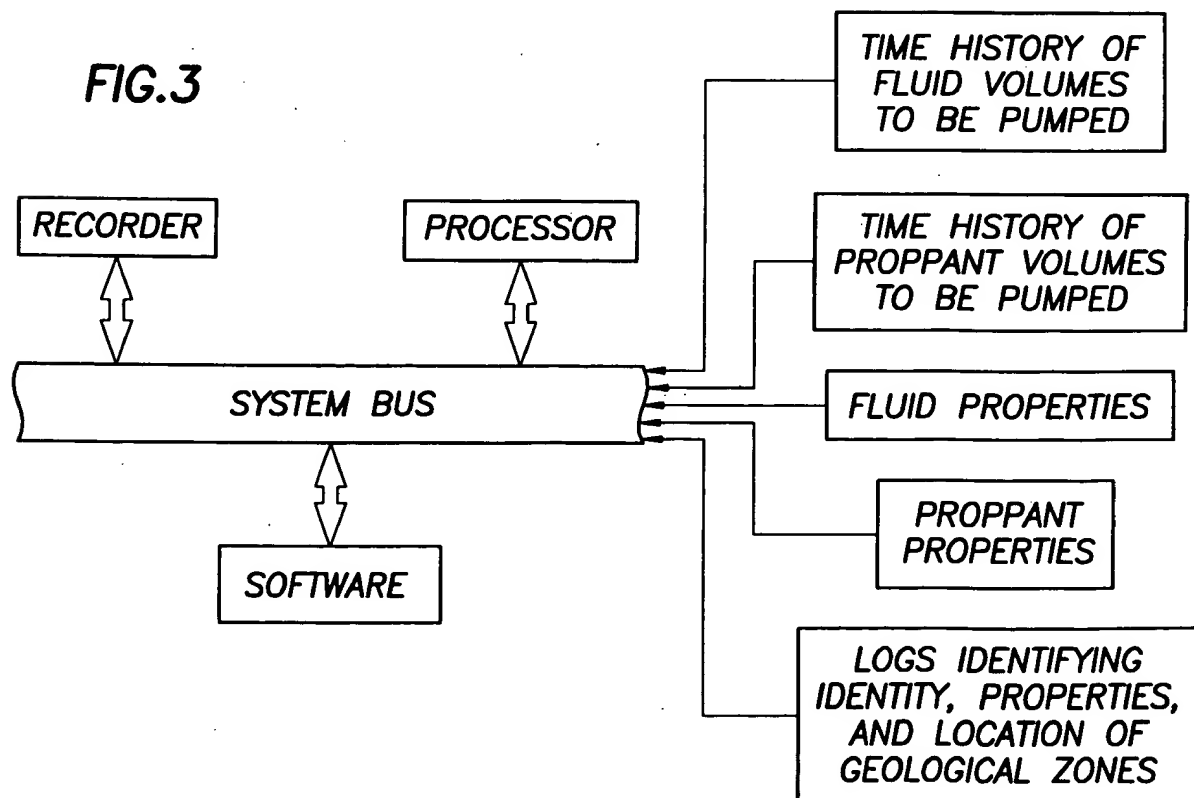 FIG.3
RECORDER
PROCESSOR
SYSTEM BUS
SOFTWARE
TIME HISTORY OF
FLUID VOLUMES
TO BE PUMPED
TIME HISTORY OF
PROPPANT VOLUMES
TO BE PUMPED
FLUID PROPERTIES
PROPPANT
PROPERTIES
LOGS IDENTIFYING
IDENTITY, PROPERTIES,
AND LOCATION OF
GEOLOGICAL ZONES